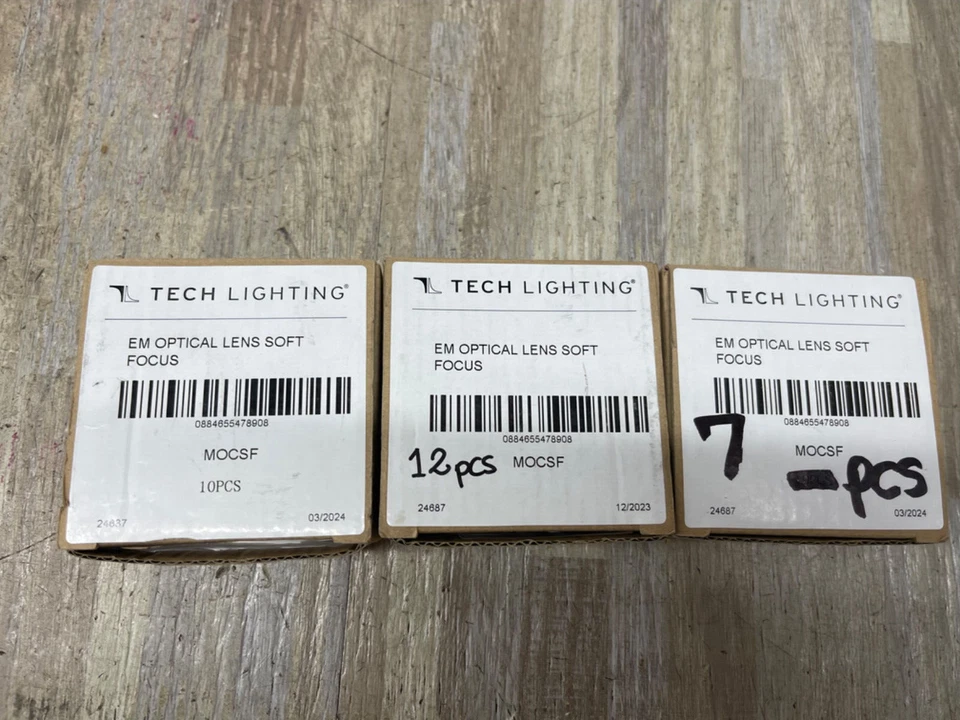 TECH LIGHTING®
EM OPTICAL LENS SOFT
FOCUS
0884655478908
MOCSF
10PCS
24687 03/2024
TECH LIGHTING®
EM OPTICAL LENS SOFT
FOCUS
0884655478908
12pcs MOCSF
24687 12/2023
TECH LIGHTING®
EM OPTICAL LENS SOFT
FOCUS
0884655478908
7 MOCSF
pcs
24687 03/2024